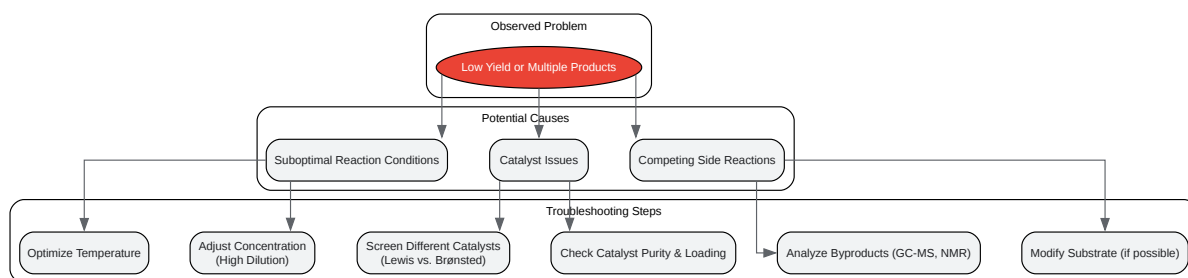 Observed Problem
Low Yield or Multiple Products
Potential Causes
Suboptimal Reaction Conditions
Catalyst Issues
Competing Side Reactions
Troubleshooting Steps
Optimize Temperature
Adjust Concentration
(High Dilution)
Screen Different Catalysts
(Lewis vs. Brønsted)
Check Catalyst Purity & Loading
Analyze Byproducts (GC-MS, NMR)
Modify Substrate (if possible)